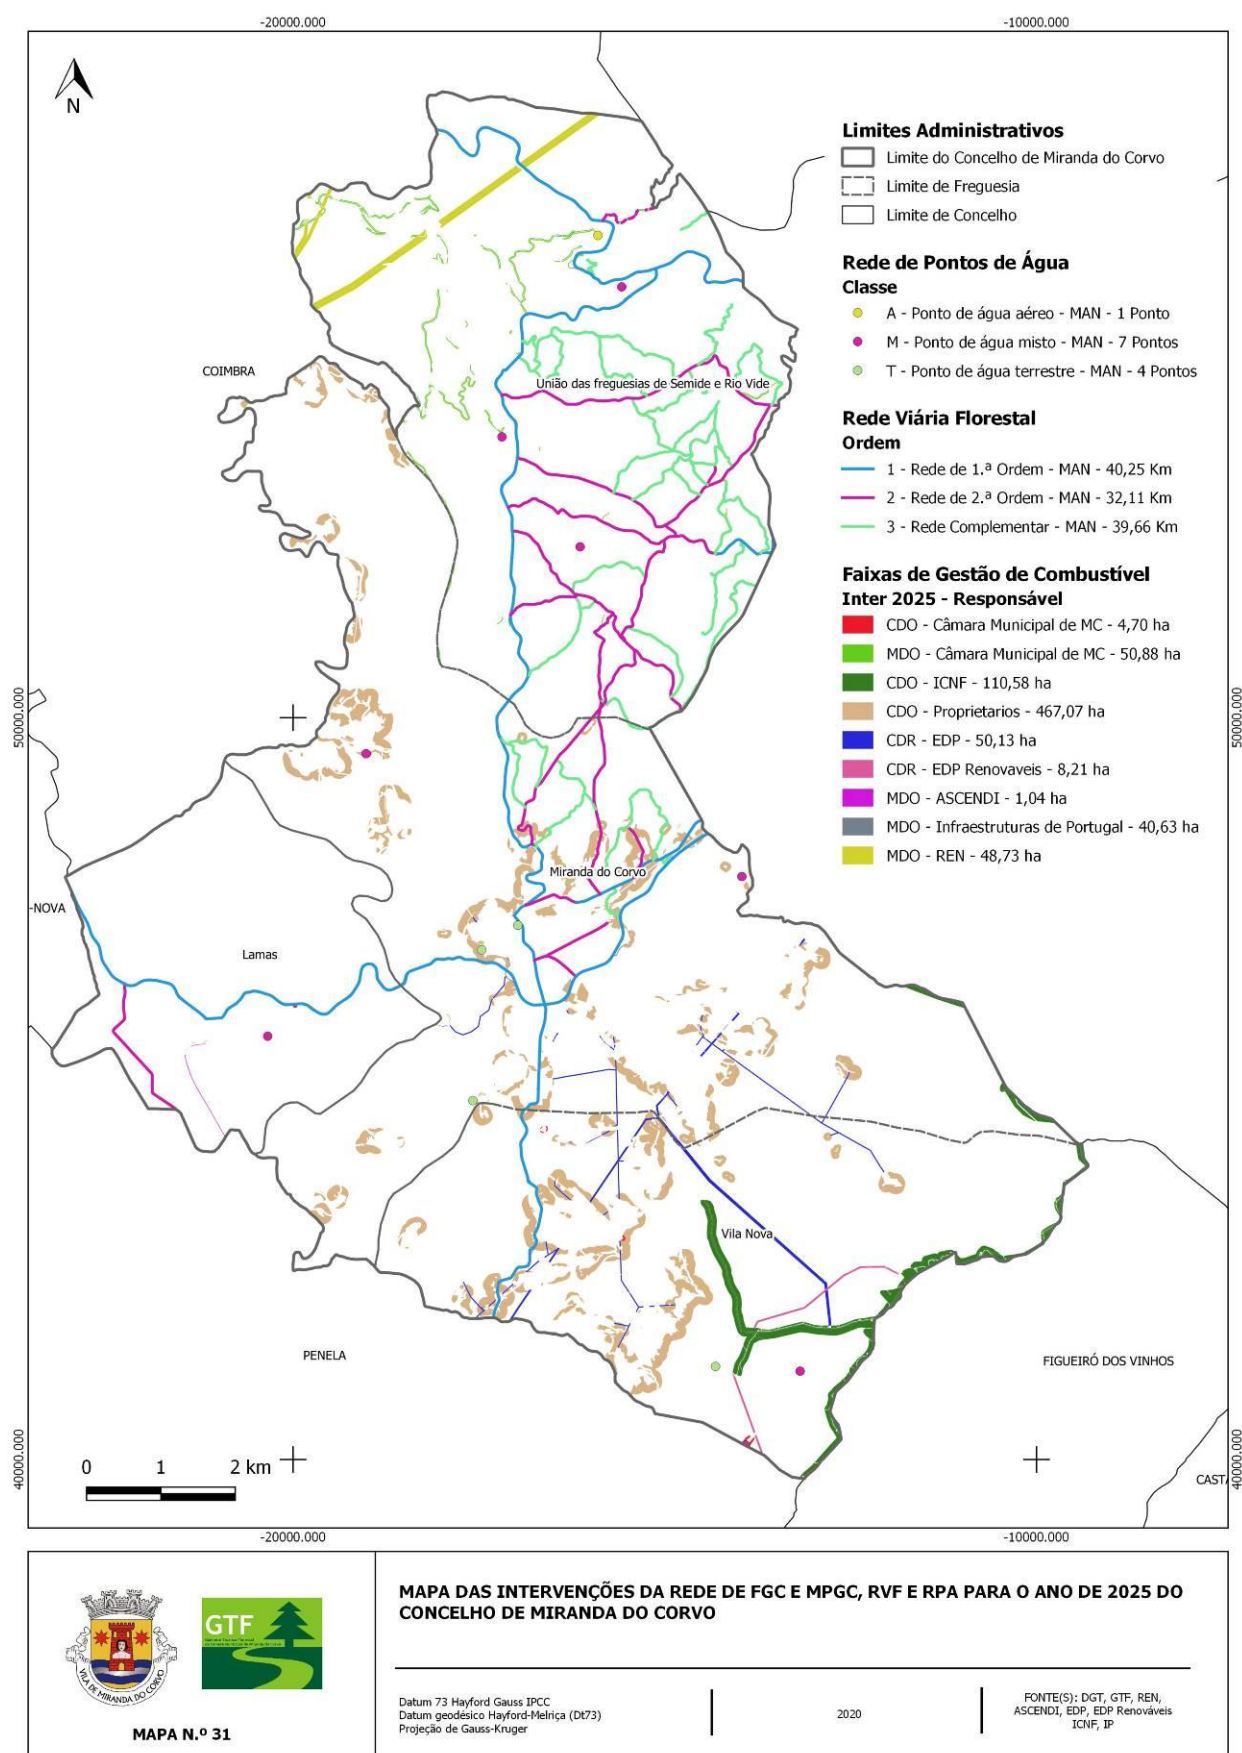 -20000.000
-10000.000
N
Limites Administrativos
Limite do Concelho de Miranda do Corvo
Limite de Freguesia
Limite de Concelho
Rede de Pontos de Água
Classe
A - Ponto de água aéreo - MAN - 1 Ponto
M - Ponto de água misto - MAN - 7 Pontos
T - Ponto de água terrestre - MAN - 4 Pontos
Rede Viária Florestal
Ordem
1 - Rede de 1.ª Ordem - MAN - 40,25 Km
2 - Rede de 2.ª Ordem - MAN - 32,11 Km
3 - Rede Complementar - MAN - 39,66 Km
Faixas de Gestão de Combustível
Inter 2025 - Responsável
CDO - Câmara Municipal de MC - 4,70 ha
MDO - Câmara Municipal de MC - 50,88 ha
CDO - ICNF - 110,58 ha
CDO - Proprietarios - 467,07 ha
CDR - EDP - 50,13 ha
CDR - EDP Renovaveis - 8,21 ha
MDO - ASCENDI - 1,04 ha
MDO - Infraestruturas de Portugal - 40,63 ha
MDO - REN - 48,73 ha
COIMBRA
União das freguesias de Semide e Rio Vide
50000.000
50000.000
Miranda do Corvo
-NOVA
Lamas
Vila Nova
PENELA
FIGUEIRÓ DOS VINHOS
40000.000
40000.000
CAST
0 1 2 km
-20000.000
-10000.000
GTF
VILA DE MIRANDA DO CORVO
MAPA N.º 31
MAPA DAS INTERVENÇÕES DA REDE DE FGC E MPGC, RVF E RPA PARA O ANO DE 2025 DO
CONCELHO DE MIRANDA DO CORVO
Datum 73 Hayford Gauss IPCC
Datum geodésico Hayford-Melriça (Dt73)
Projeção de Gauss-Kruger
2020
FONTE(S): DGT, GTF, REN,
ASCENDI, EDP, EDP Renováveis
ICNF, IP